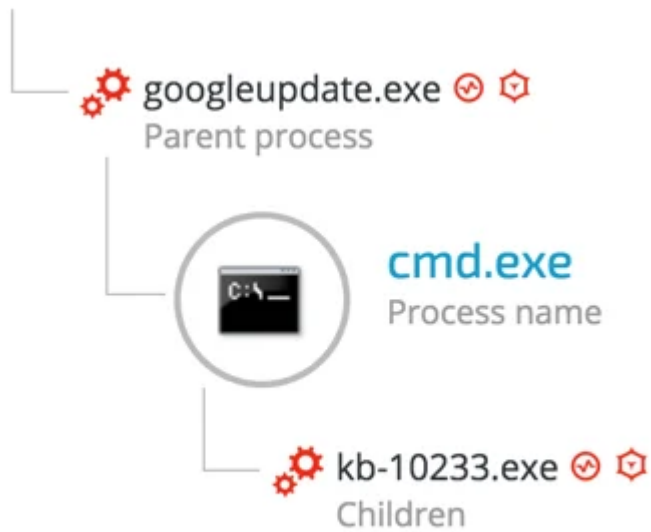 googleupdate.exe
Parent process
C:\_
cmd.exe
Process name
kb-10233.exe
Children